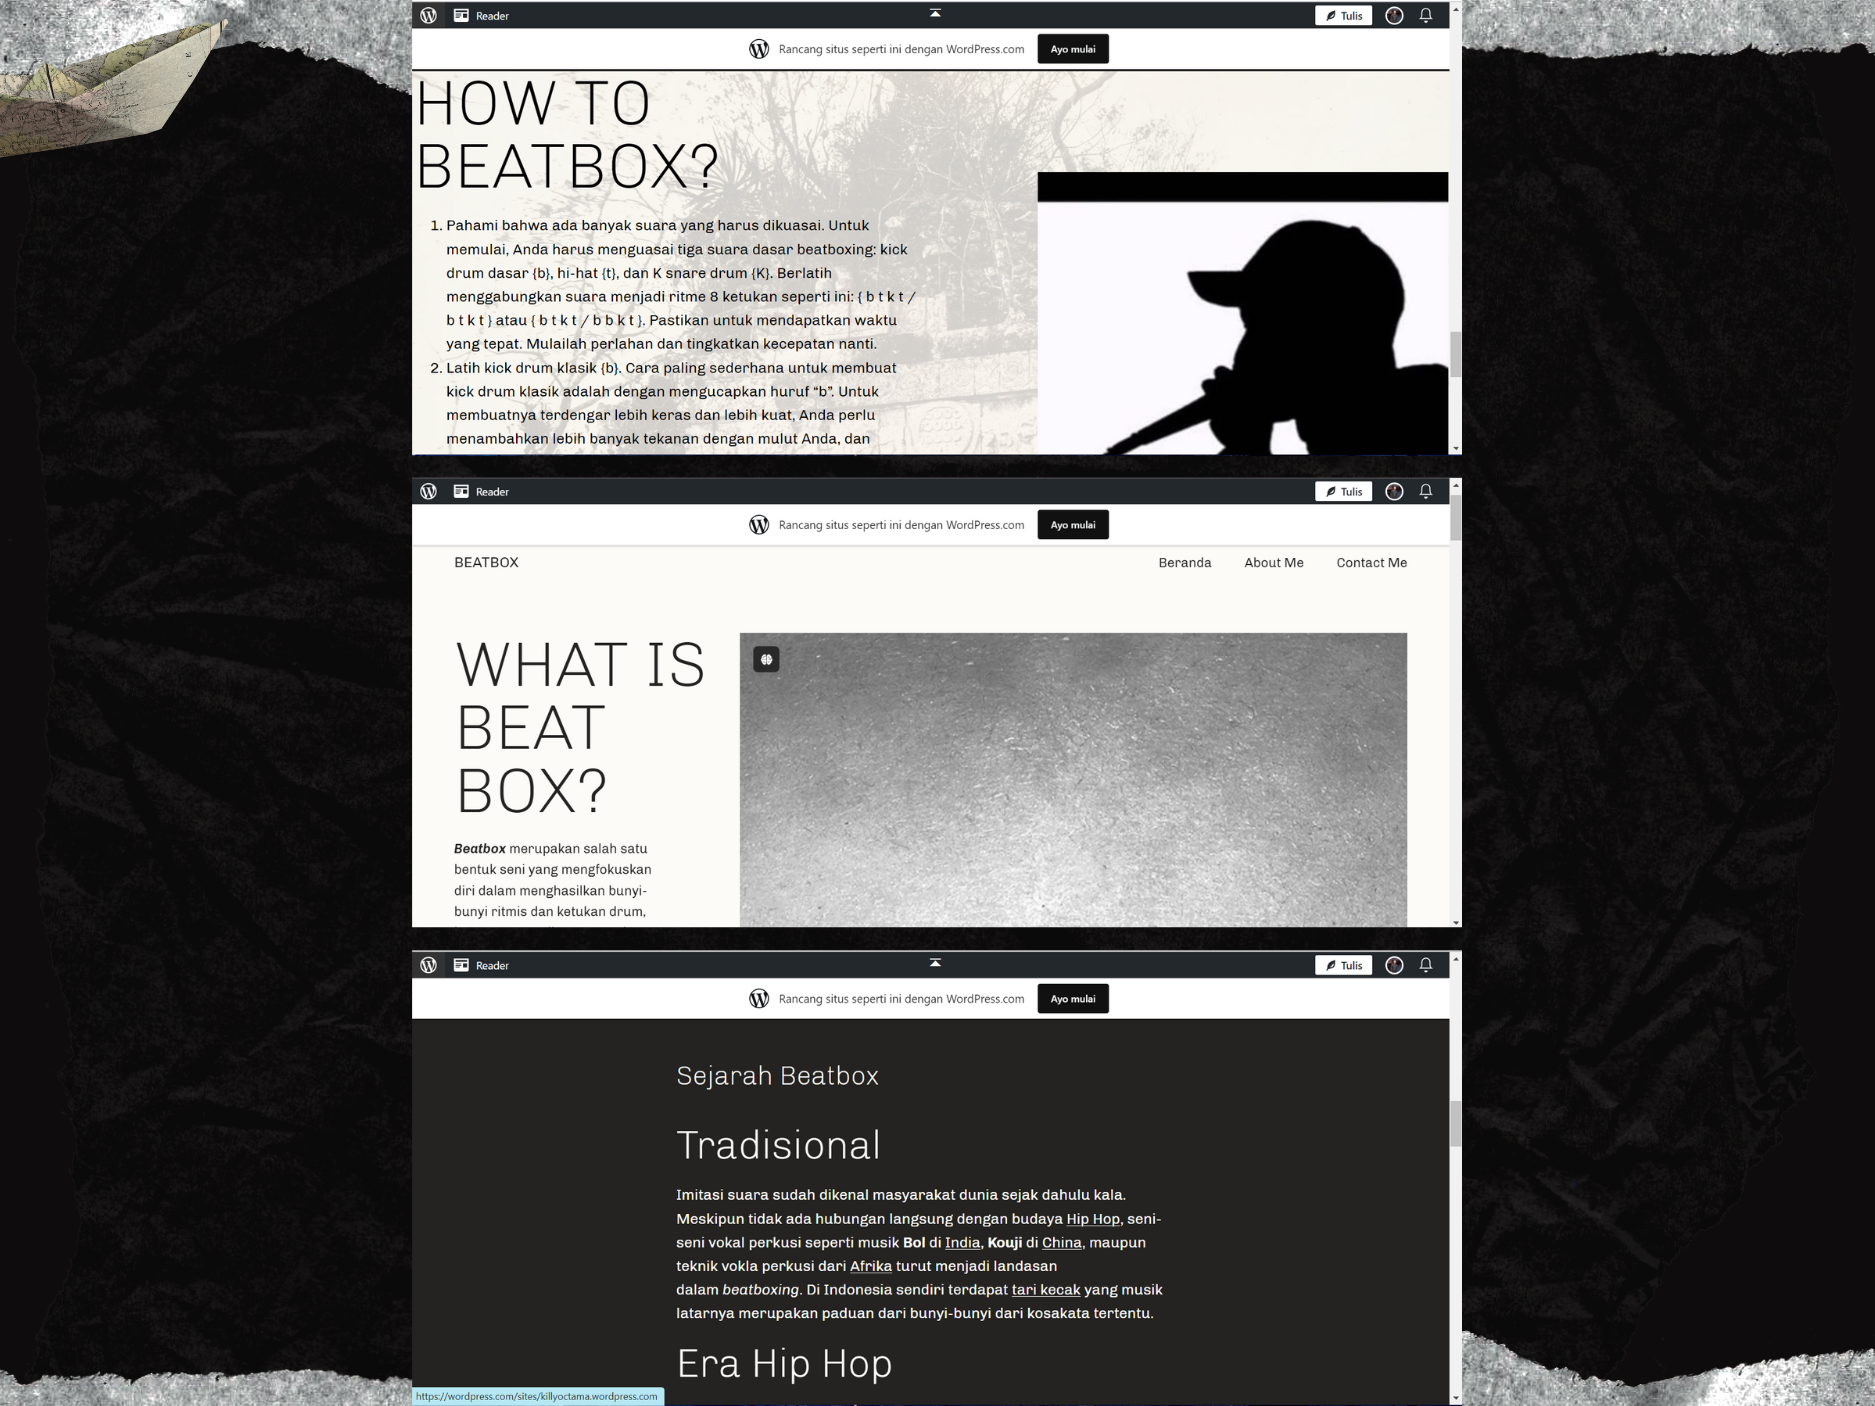 Reader
Tulis
Rancang situs seperti ini dengan WordPress.com
Ayo mulai
HOW TO
BEATBOX?
1. Pahami bahwa ada banyak suara yang harus dikuasai. Untuk
memulai, Anda harus menguasai tiga suara dasar beatboxing: kick
drum dasar {b}, hi-hat {t}, dan K snare drum {K}. Berlatih
menggabungkan suara menjadi ritme 8 ketukan seperti ini: { b t k t /
b t k t } atau { b t k t / b b k t }. Pastikan untuk mendapatkan waktu
yang tepat. Mulailah perlahan dan tingkatkan kecepatan nanti.
2. Latih kick drum klasik {b}. Cara paling sederhana untuk membuat
kick drum klasik adalah dengan mengucapkan huruf “b”. Untuk
membuatnya terdengar lebih keras dan lebih kuat, Anda perlu
menambahkan lebih banyak tekanan dengan mulut Anda, dan
Reader
Tulis
Rancang situs seperti ini dengan WordPress.com
Ayo mulai
BEATBOX
Beranda
About Me
Contact Me
WHAT IS
BEAT
BOX?
Beatbox merupakan salah satu
bentuk seni yang mengfokuskan
diri dalam menghasilkan bunyi-
bunyi ritmis dan ketukan drum,
Reader
Tulis
Rancang situs seperti ini dengan WordPress.com
Ayo mulai
Sejarah Beatbox
Tradisional
Imitasi suara sudah dikenal masyarakat dunia sejak dahulu kala.
Meskipun tidak ada hubungan langsung dengan budaya Hip Hop, seni-
seni vokal perkusi seperti musik Bol di India, Kouji di China, maupun
teknik vokla perkusi dari Afrika turut menjadi landasan
dalam beatboxing. Di Indonesia sendiri terdapat tari kecak yang musik
latarnya merupakan paduan dari bunyi-bunyi dari kosakata tertentu.
Era Hip Hop
https://wordpress.com/sites/killyoctama.wordpress.com